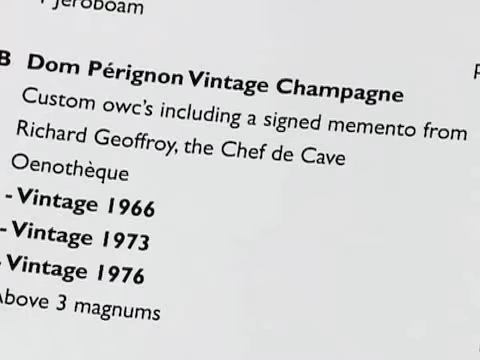 Jeroboam
B Dom Pérignon Vintage Champagne
Custom owc's including a signed memento from
Richard Geoffroy, the Chef de Cave
Oenothèque
- Vintage 1966
- Vintage 1973
- Vintage 1976
Above 3 magnums